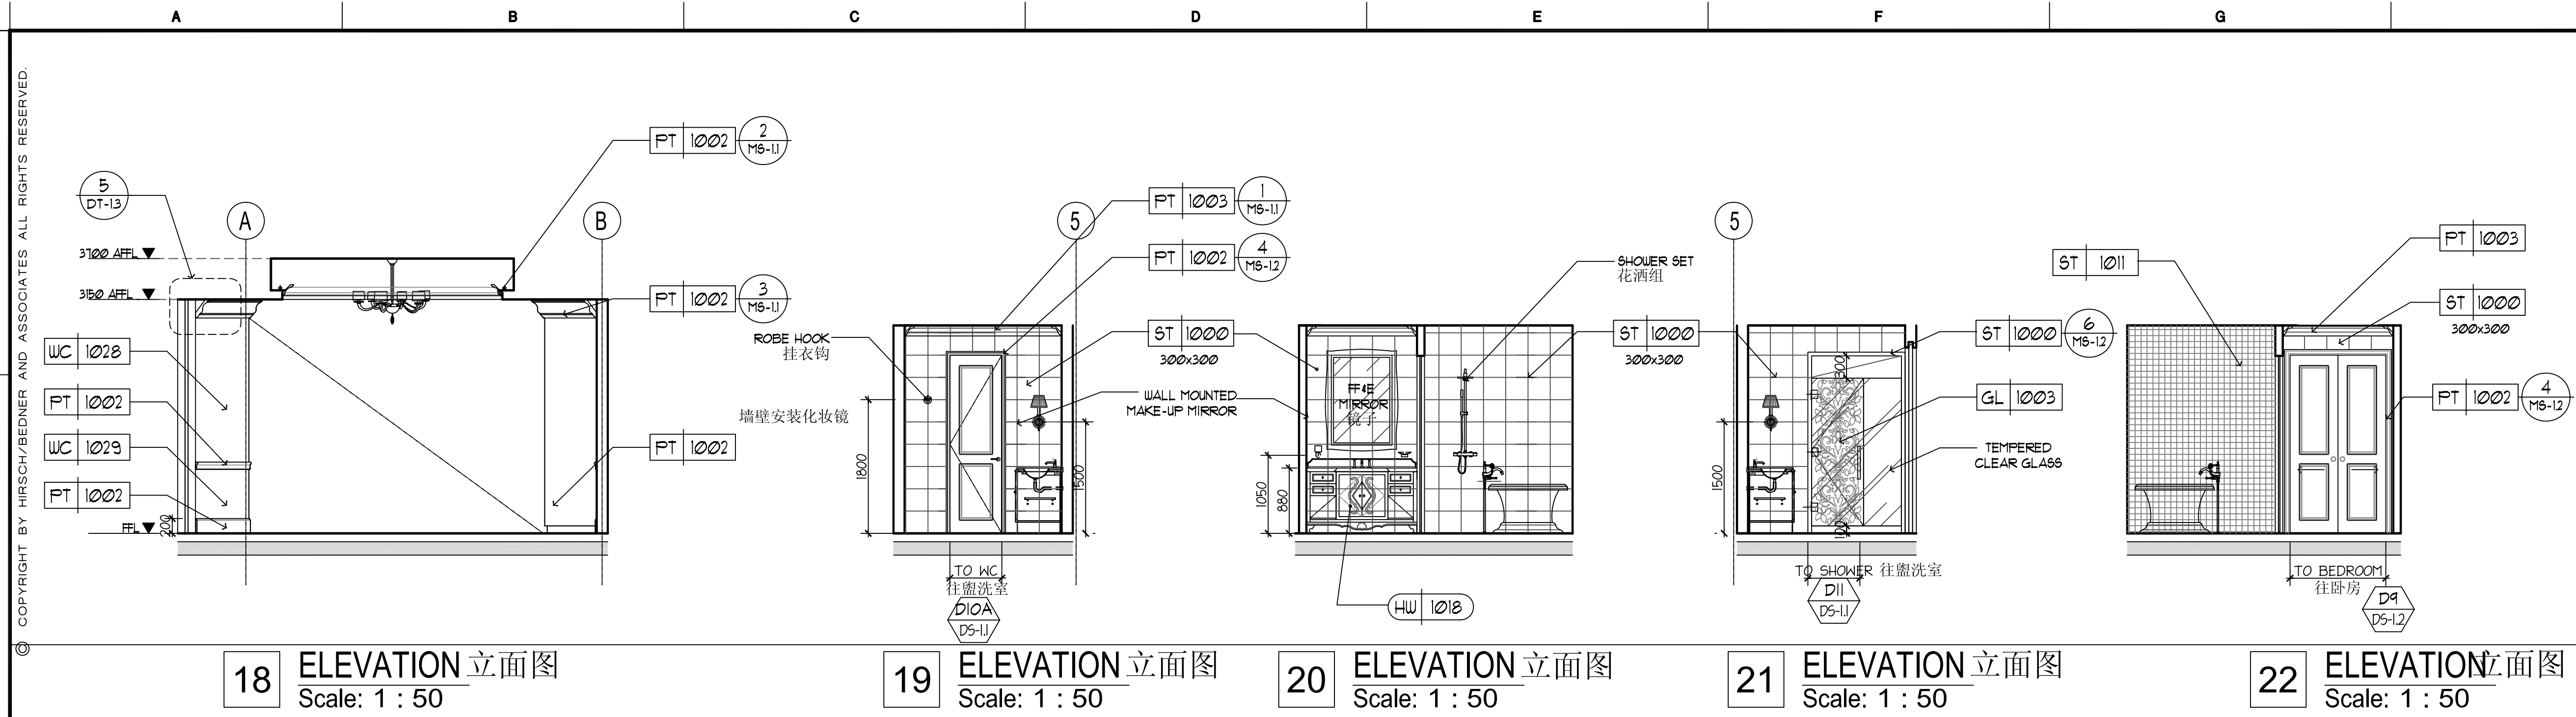 A
B
C
D
E
F
G
© COPYRIGHT BY HIRSCH/BEDNER AND ASSOCIATES ALL RIGHTS RESERVED.
5
DT-1.3
A
B
3700 AFFL
3150 AFFL
WC 1028
PT 1002
WC 1029
PT 1002
FFL
200
PT 1002
2
MS-1.1
PT 1002
3
MS-1.1
PT 1002
18
ELEVATION 立面图
Scale: 1 : 50
PT 1003
1
MS-1.1
5
PT 1002
4
MS-1.2
ROBE HOOK
挂衣钩
墙壁安装化妆镜
1800
1500
ST 1000
300x300
WALL MOUNTED
MAKE-UP MIRROR
TO WC
往盥洗室
D10A
DS-1.1
19
ELEVATION 立面图
Scale: 1 : 50
SHOWER SET
花洒组
ST 1000
300x300
FF&E
MIRROR
镜子
1050
880
HW 1018
20
ELEVATION 立面图
Scale: 1 : 50
5
ST 1000
6
MS-1.2
GL 1003
TEMPERED
CLEAR GLASS
300
1500
100
TO SHOWER 往盥洗室
D11
DS-1.1
21
ELEVATION 立面图
Scale: 1 : 50
ST 1011
PT 1003
ST 1000
300x300
PT 1002
4
MS-1.2
TO BEDROOM
往卧房
D9
DS-1.2
22
ELEVATION 立面图
Scale: 1 : 50